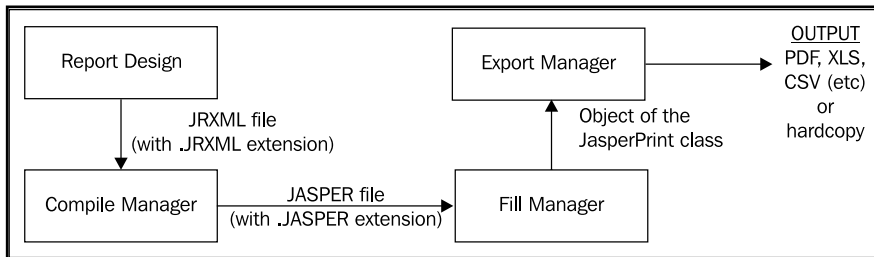 Report Design
JRXML file
(with .JRXML extension)
Compile Manager
JASPER file
(with .JASPER extension)
Fill Manager
Object of the
JasperPrint class
Export Manager
OUTPUT
PDF, XLS,
CSV (etc)
or
hardcopy